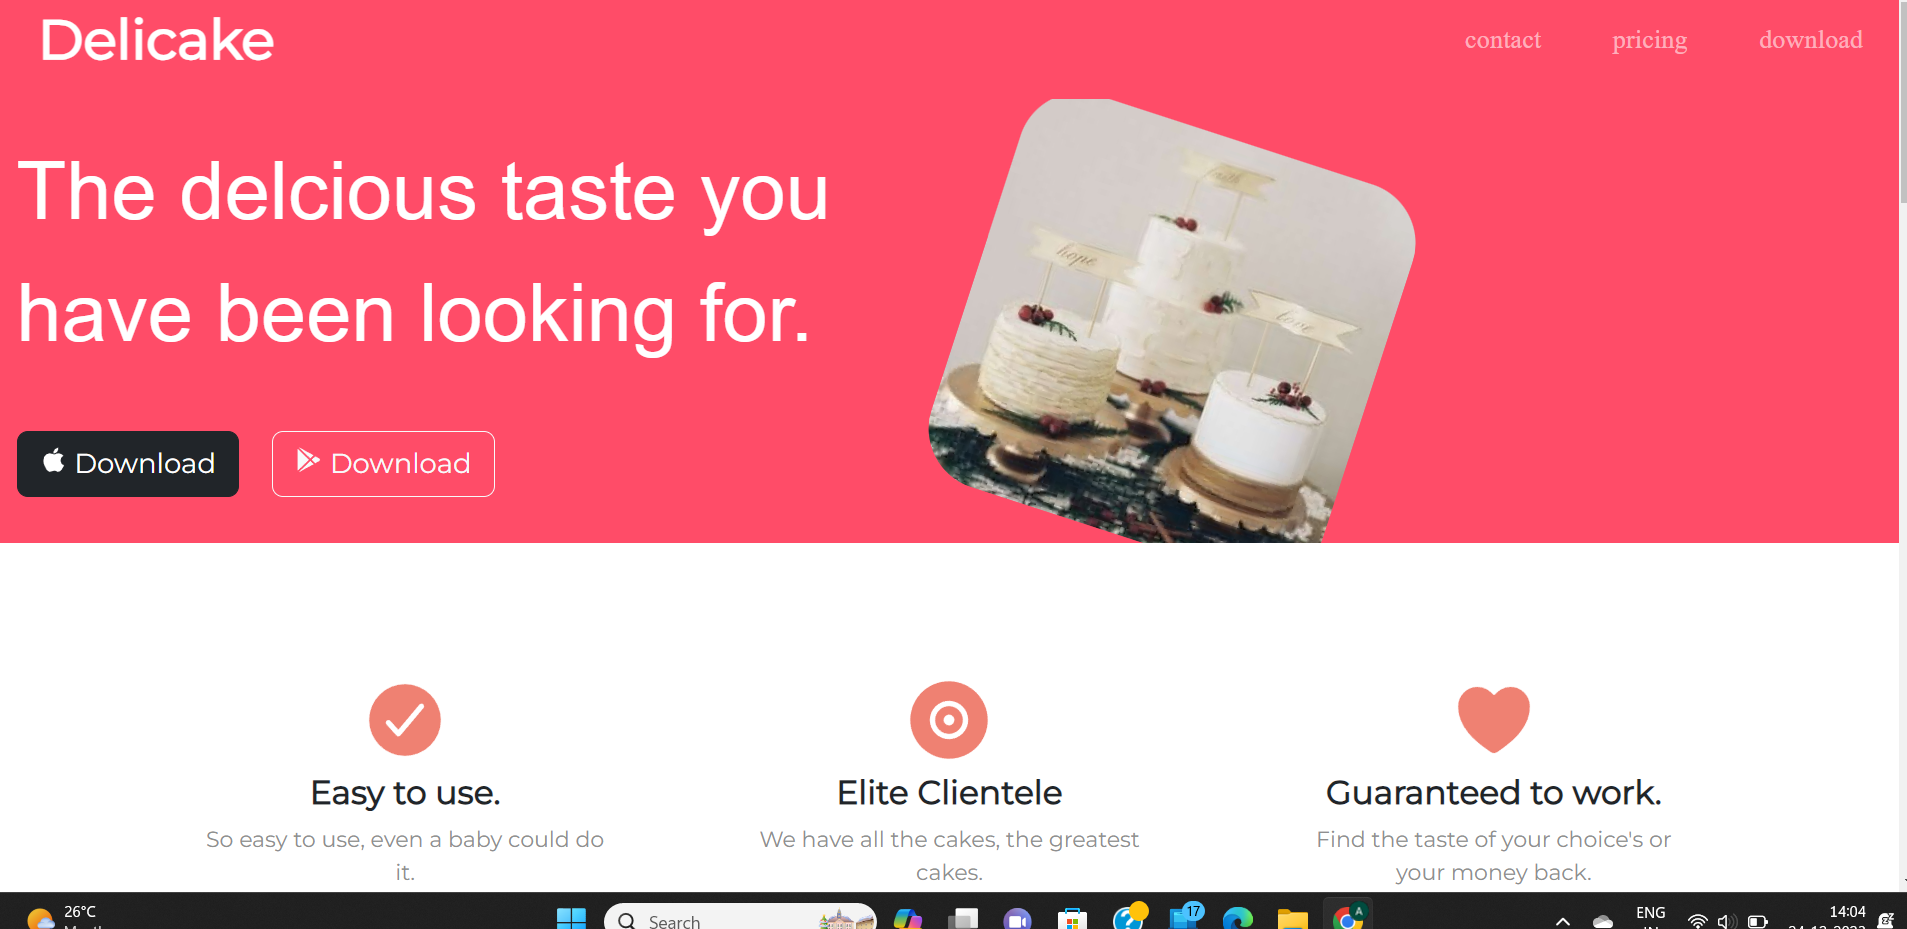 Delicake
contact pricing download
The delcious taste you
have been looking for.
faith
hope
love
Download Download
Easy to use.
So easy to use, even a baby could do
it.
Elite Clientele
We have all the cakes, the greatest
cakes.
Guaranteed to work.
Find the taste of your choice's or
your money back.
26°C
Search
17
A
ENG
14:04